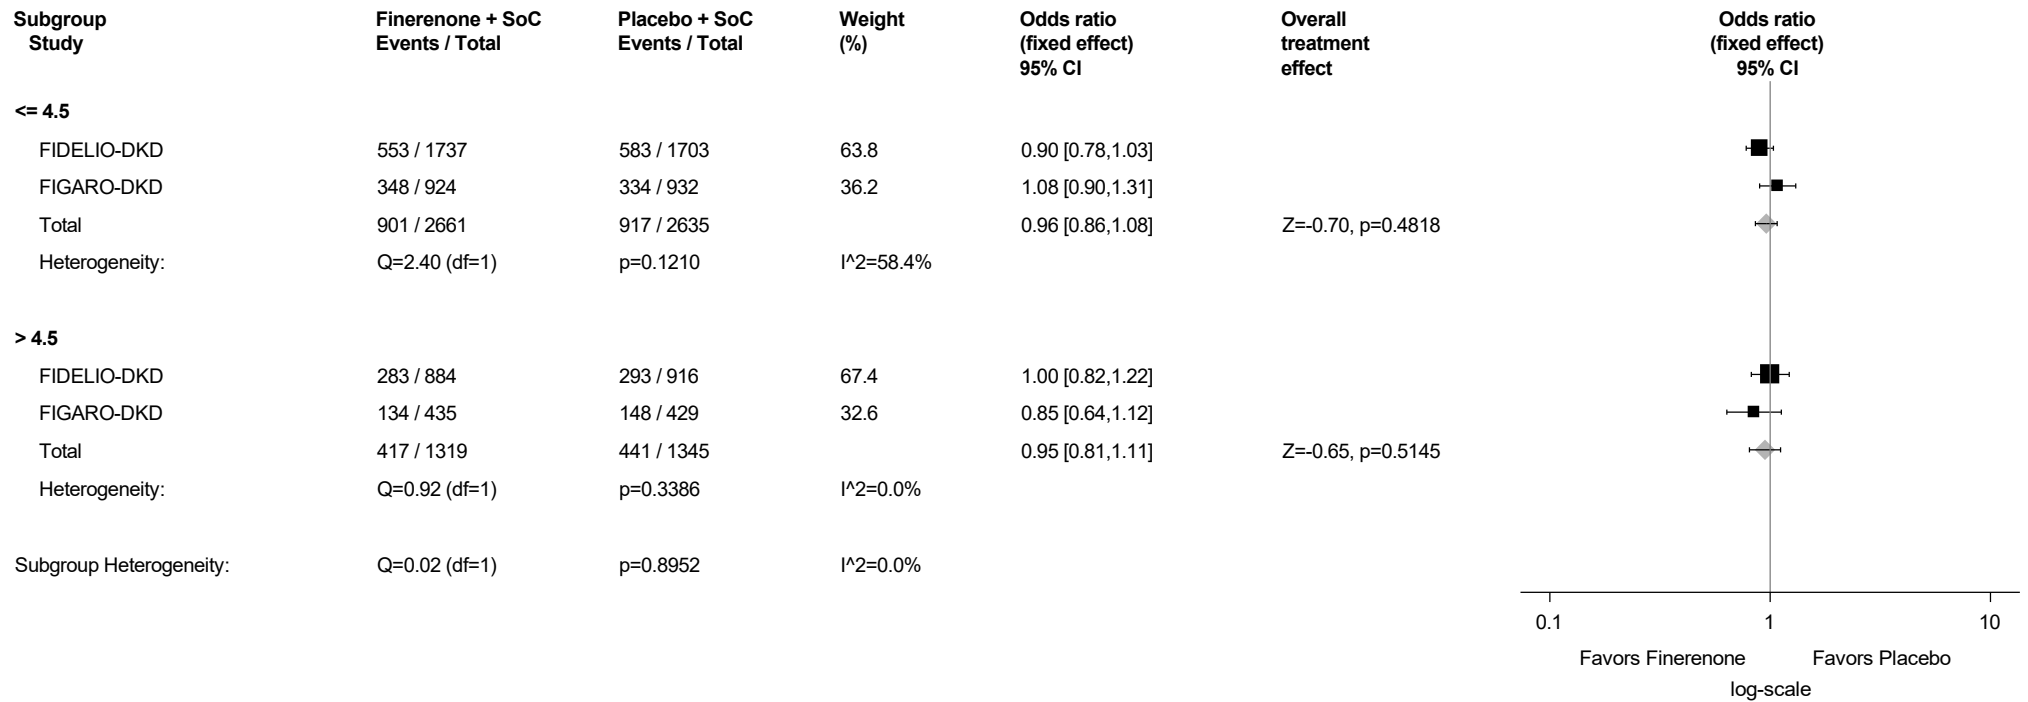 Subgroup Finerenone + SoC Placebo + SoC Weight Odds ratio Overall Odds ratio
Study Events / Total Events / Total (%) (fixed effect) treatment (fixed effect)
95% CI effect 95% CI
<= 4.5
FIDELIO-DKD 553 / 1737 583 / 1703 63.8 0.90 [0.78,1.03]
FIGARO-DKD 348 / 924 334 / 932 36.2 1.08 [0.90,1.31]
Total 901 / 2661 917 / 2635 0.96 [0.86,1.08] Z=-0.70, p=0.4818
Heterogeneity: Q=2.40 (df=1) p=0.1210 I^2=58.4%
> 4.5
FIDELIO-DKD 283 / 884 293 / 916 67.4 1.00 [0.82,1.22]
FIGARO-DKD 134 / 435 148 / 429 32.6 0.85 [0.64,1.12]
Total 417 / 1319 441 / 1345 0.95 [0.81,1.11] Z=-0.65, p=0.5145
Heterogeneity: Q=0.92 (df=1) p=0.3386 I^2=0.0%
Subgroup Heterogeneity: Q=0.02 (df=1) p=0.8952 I^2=0.0%
0.1 1 10
Favors Finerenone Favors Placebo
log-scale